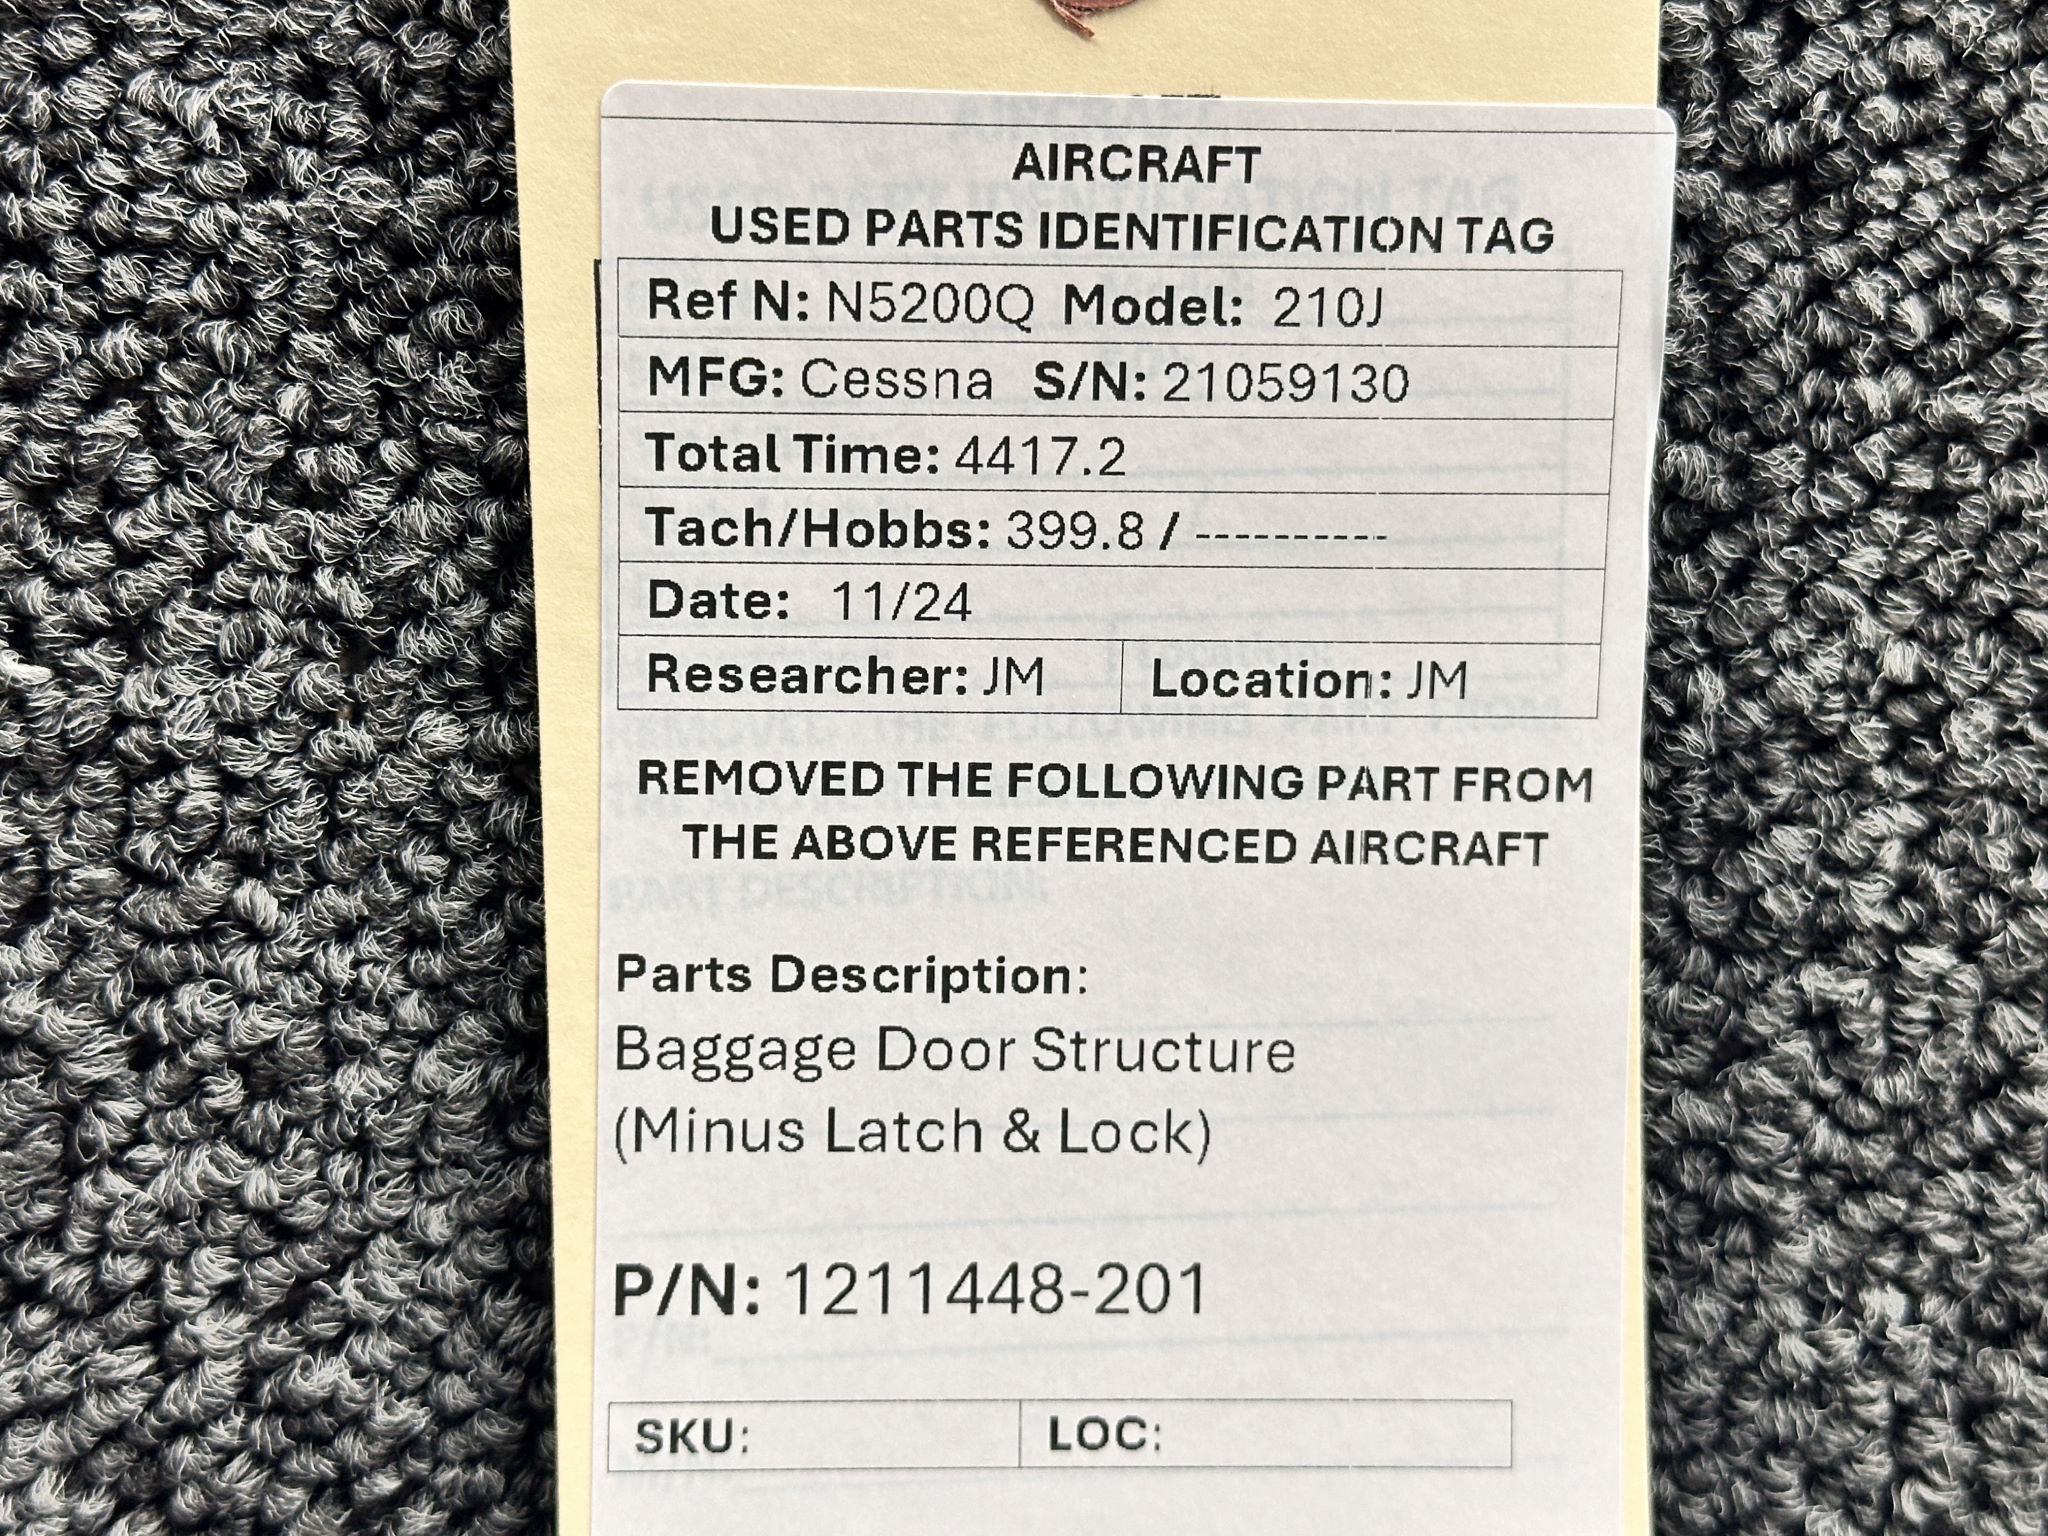 AIRCRAFT
USED PARTS IDENTIFICATION TAG
Ref N: N5200Q Model: 210J
MFG: Cessna S/N: 21059130
Total Time: 4417.2
Tach/Hobbs: 399.8 / ----------
Date: 11/24
Researcher: JM Location: JM
REMOVED THE FOLLOWING PART FROM
THE ABOVE REFERENCED AIRCRAFT
Parts Description:
Baggage Door Structure
(Minus Latch & Lock)
P/N: 1211448-201
SKU: LOC: